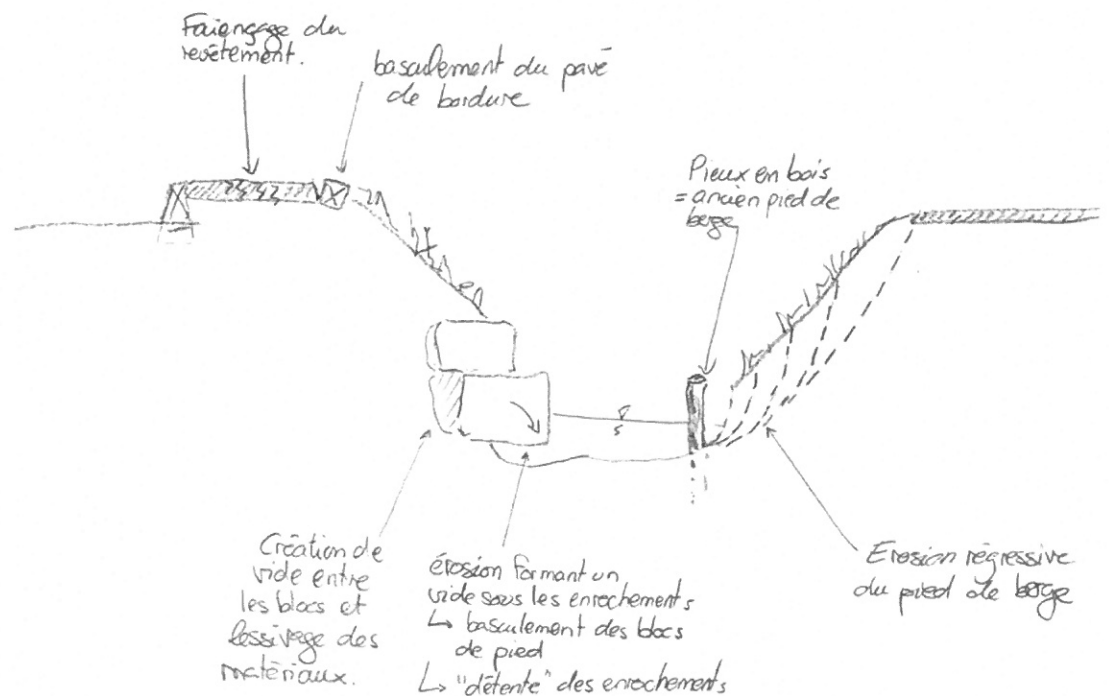 Faïençage du
revêtement.
basculement du pavé
de bordure
Pieux en bois
= ancien pied de
berge
s
Création de
vide entre
les blocs et
lessivage des
matériaux.
érosion formant un
vide sous les enrochements
↳ basculement des blocs
de pied
↳ "détente" des enrochements
Erosion régressive
du pied de berge